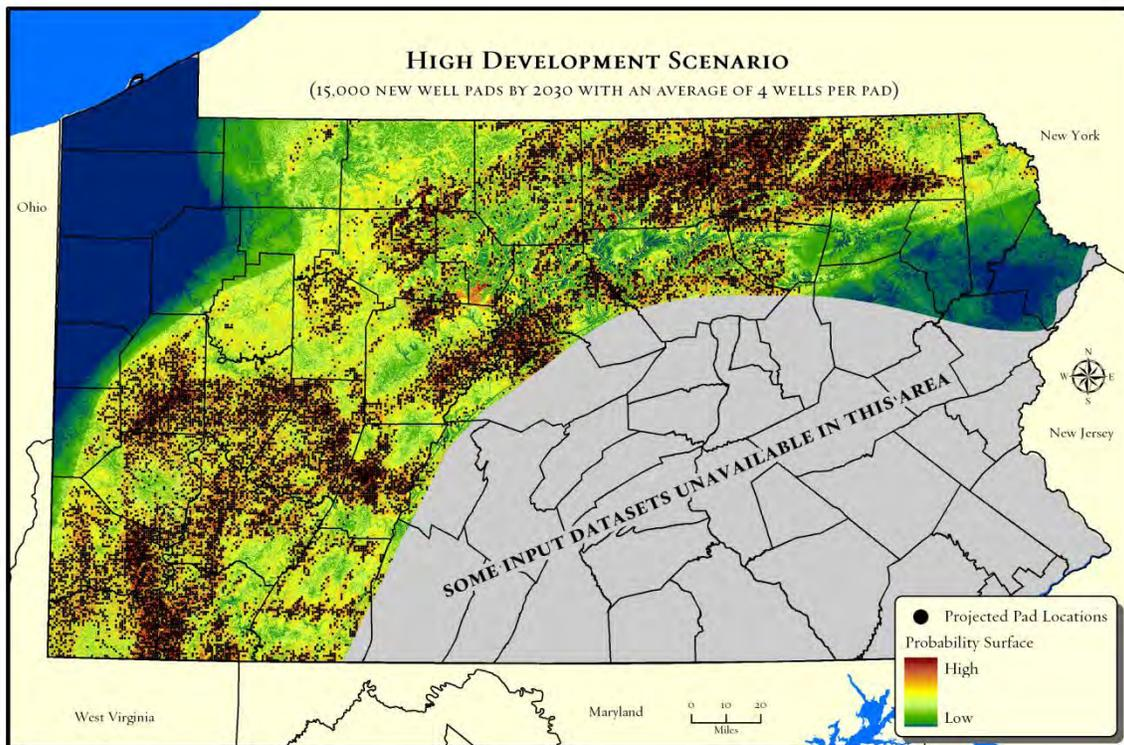 HIGH DEVELOPMENT SCENARIO
(15,000 NEW WELL PADS BY 2030 WITH AN AVERAGE OF 4 WELLS PER PAD)
New York
Ohio
N
W E
S
New Jersey
SOME INPUT DATASETS UNAVAILABLE IN THIS AREA
Projected Pad Locations
Probability Surface
High
Low
West Virginia
Maryland
0 10 20
Miles